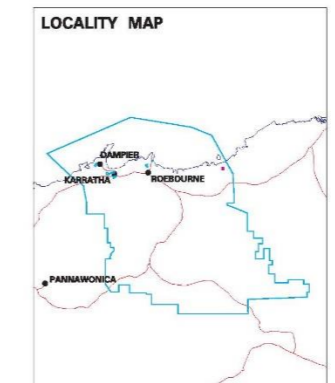 LOCALITY MAP
DAMPIER
KARRATHA
ROEBOURNE
PANNAWONICA